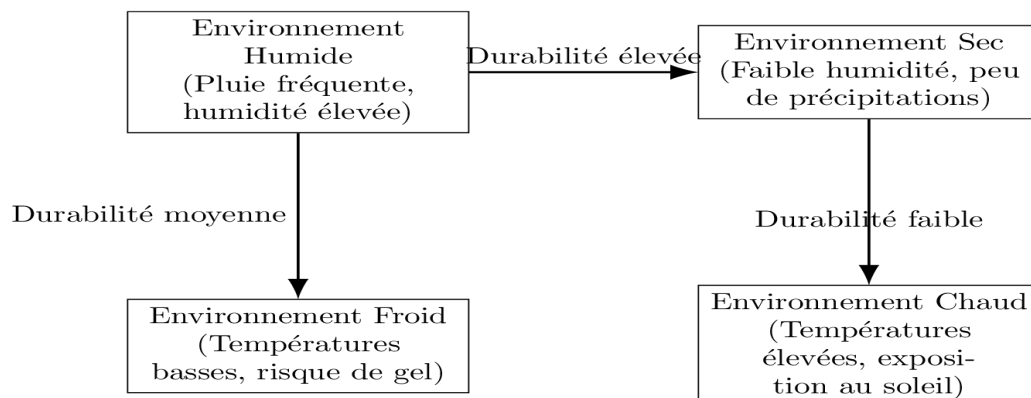 Environnement
Humide
(Pluie fréquente,
humidité élevée)
Durabilité élevée
Environnement Sec
(Faible humidité, peu
de précipitations)
Durabilité moyenne
Durabilité faible
Environnement Froid
(Températures
basses, risque de gel)
Environnement Chaud
(Températures
élevées, exposi-
tion au soleil)